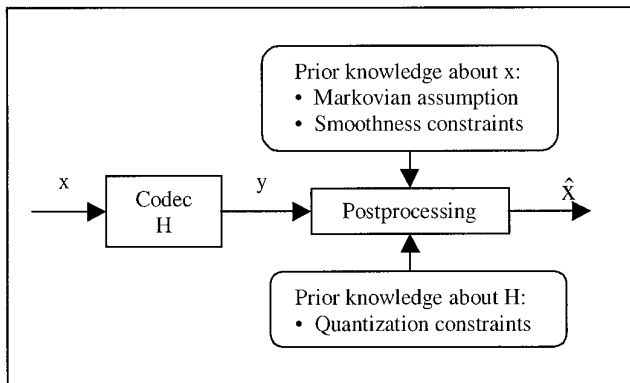 Prior knowledge about x:
• Markovian assumption
• Smoothness constraints
x
Codec
H
y
Postprocessing
x̂
Prior knowledge about H:
• Quantization constraints